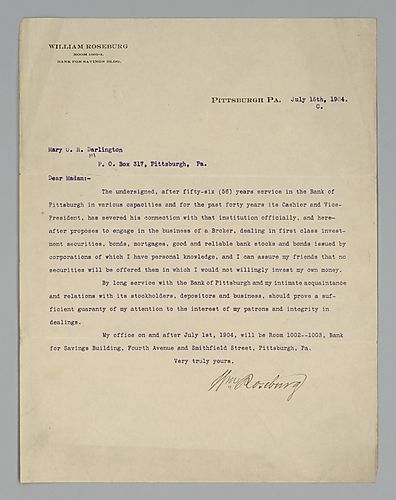 WILLIAM ROSEBURG
ROOM 1002-3,
BANK FOR SAVINGS BLDG.
PITTSBURGH PA. July 15th, 1904.
C.
Mary O. H. Darlington
P. O. Box 317, Pittsburgh, Pa.
Dear Madam:-
The undersigned, after fifty-six (56) years service in the Bank of
Pittsburgh in various capacities and for the past forty years its Cashier and Vice-
President, has severed his connection with that institution officially, and here-
after proposes to engage in the business of a Broker, dealing in first class invest-
ment securities, bonds, mortgages, good and reliable bank stocks and bonds issued by
corporations of which I have personal knowledge, and I can assure my friends that no
securities will be offered them in which I would not willingly invest my own money.
By long service with the Bank of Pittsburgh and my intimate acquaintance
and relations with its stockholders, depositors and business, should prove a suf-
ficient guaranty of my attention to the interest of my patrons and integrity in
dealings.
My office on and after July 1st, 1904, will be Room 1002--1003, Bank
for Savings Building, Fourth Avenue and Smithfield Street, Pittsburgh, Pa.
Very truly yours,
Wm. Roseburg